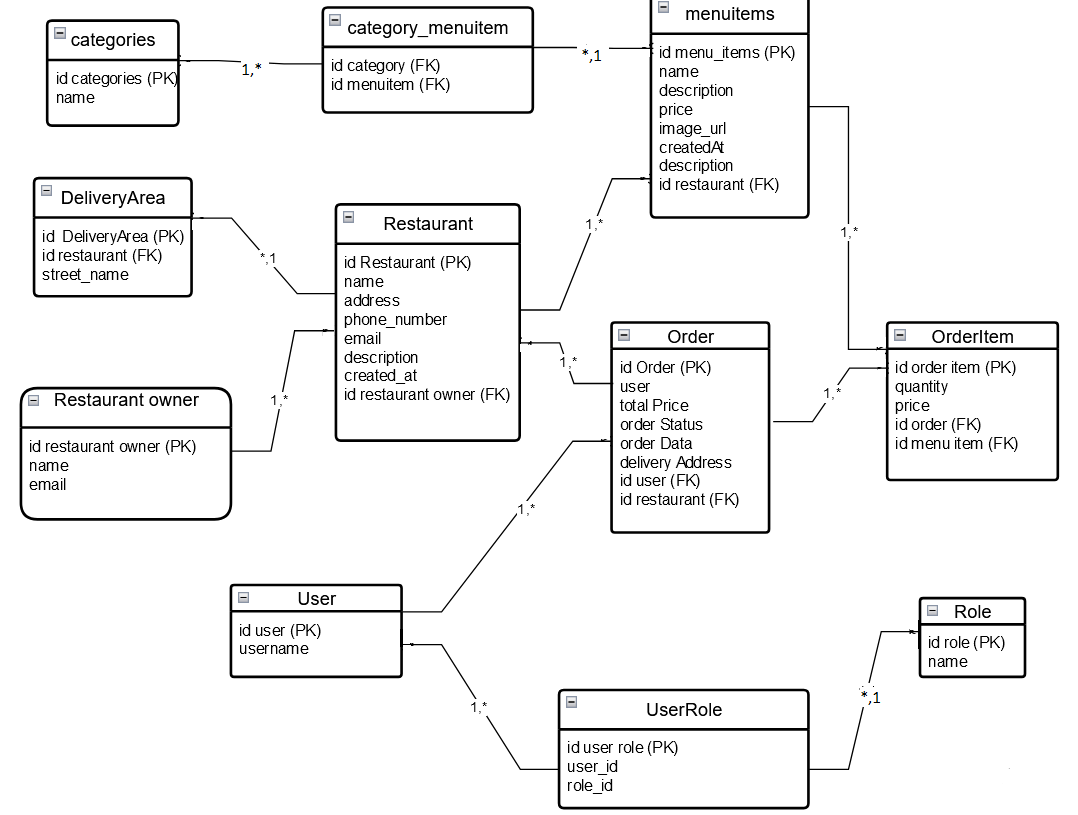 categories
id categories (PK)
name
1,*
category_menuitem
id category (FK)
id menuitem (FK)
*,1
menuitems
id menu_items (PK)
name
description
price
image_url
createdAt
description
id restaurant (FK)
DeliveryArea
id DeliveryArea (PK)
id restaurant (FK)
street_name
*,1
Restaurant
id Restaurant (PK)
name
address
phone_number
email
description
created_at
id restaurant owner (FK)
1,*
1,*
Restaurant owner
id restaurant owner (PK)
name
email
1,*
1,*
Order
id Order (PK)
user
total Price
order Status
order Data
delivery Address
id user (FK)
id restaurant (FK)
1,*
OrderItem
id order item (PK)
quantity
price
id order (FK)
id menu item (FK)
1,*
User
id user (PK)
username
1,*
UserRole
id user role (PK)
user_id
role_id
*,1
Role
id role (PK)
name